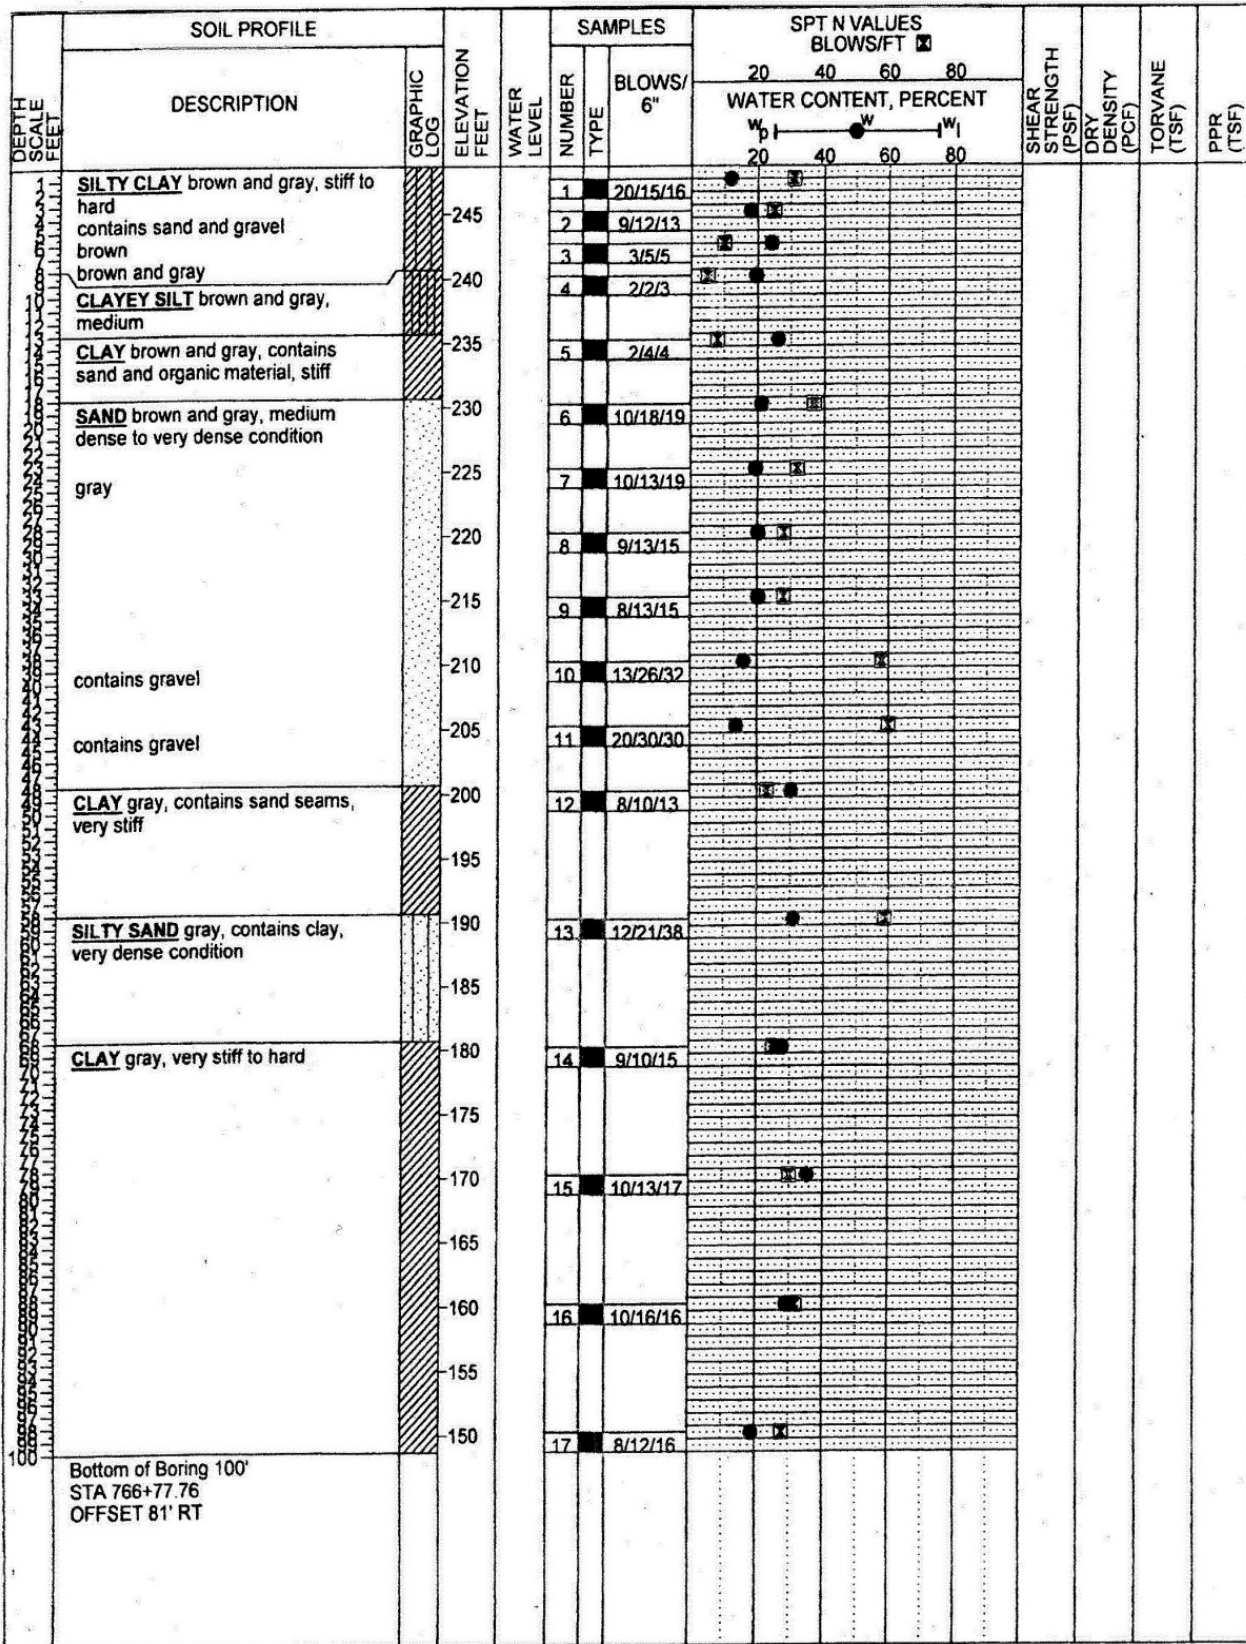 SOIL PROFILE
SAMPLES
SPT N VALUES
BLOWS/FT
20 40 60 80
WATER CONTENT, PERCENT
Wp W Wl
20 40 60 80
DEPTH SCALE FEET
DESCRIPTION
GRAPHIC LOG
ELEVATION FEET
WATER LEVEL
NUMBER
TYPE
BLOWS/
6"
SHEAR STRENGTH (PSF)
DRY DENSITY (PCF)
TORVANE (TSF)
PPR (TSF)
SILTY CLAY brown and gray, stiff to
hard
contains sand and gravel
brown
brown and gray
CLAYEY SILT brown and gray,
medium
CLAY brown and gray, contains
sand and organic material, stiff
SAND brown and gray, medium
dense to very dense condition
gray
contains gravel
contains gravel
CLAY gray, contains sand seams,
very stiff
SILTY SAND gray, contains clay,
very dense condition
CLAY gray, very stiff to hard
100
Bottom of Boring 100'
STA 766+77.76
OFFSET 81' RT
245
240
235
230
225
220
215
210
205
200
195
190
185
180
175
170
165
160
155
150
1 20/15/16
2 9/12/13
3 3/5/5
4 2/2/3
5 2/4/4
6 10/18/19
7 10/13/19
8 9/13/15
9 8/13/15
10 13/26/32
11 20/30/30
12 8/10/13
13 12/21/38
14 9/10/15
15 10/13/17
16 10/16/16
17 8/12/16